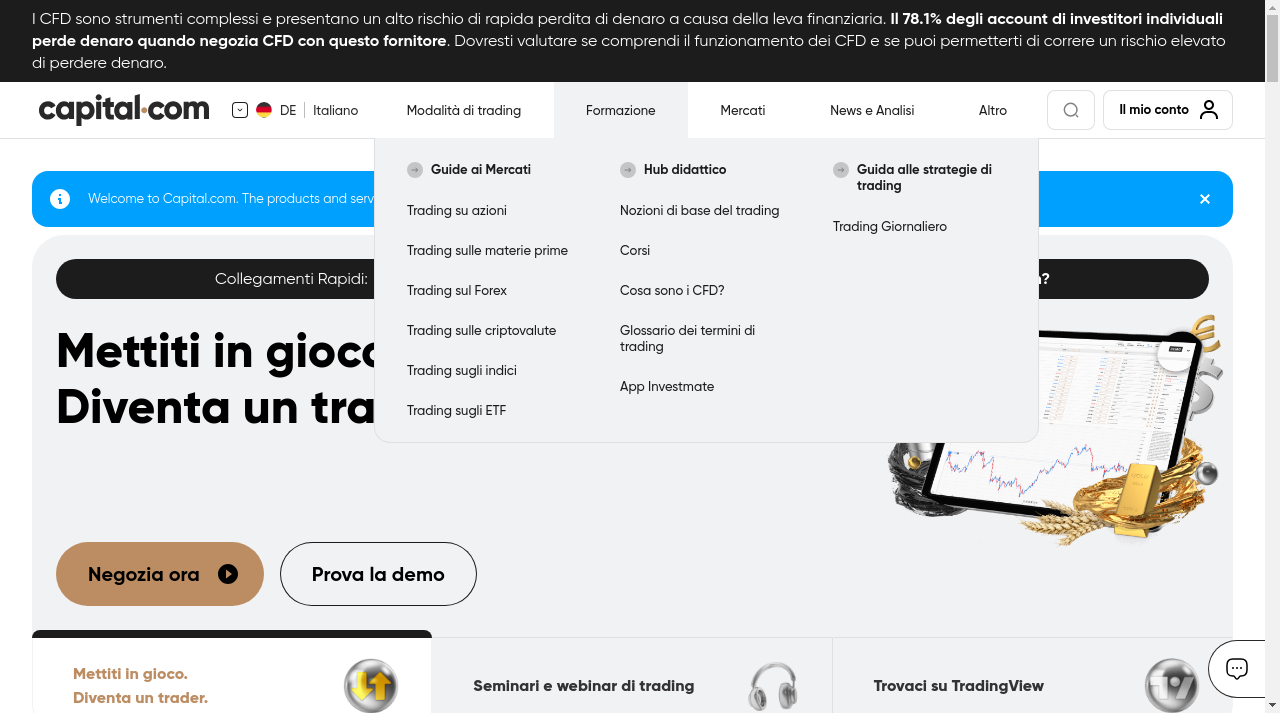 I CFD sono strumenti complessi e presentano un alto rischio di rapida perdita di denaro a causa della leva finanziaria. Il 78.1% degli account di investitori individuali
perde denaro quando negozia CFD con questo fornitore. Dovresti valutare se comprendi il funzionamento dei CFD e se puoi permetterti di correre un rischio elevato
di perdere denaro.
capital.com
DE
Italiano
Modalità di trading
Formazione
Mercati
News e Analisi
Altro
Il mio conto
Guide ai Mercati
Trading su azioni
Trading sulle materie prime
Trading sul Forex
Trading sulle criptovalute
Trading sugli indici
Trading sugli ETF
Hub didattico
Nozioni di base del trading
Corsi
Cosa sono i CFD?
Glossario dei termini di
trading
App Investmate
Guida alle strategie di
trading
Trading Giornaliero
Welcome to Capital.com. The products and serv
Collegamenti Rapidi:
Mettiti in gioco
Diventa un tra
Negozia ora
Prova la demo
Mettiti in gioco.
Diventa un trader.
Seminari e webinar di trading
Trovaci su TradingView